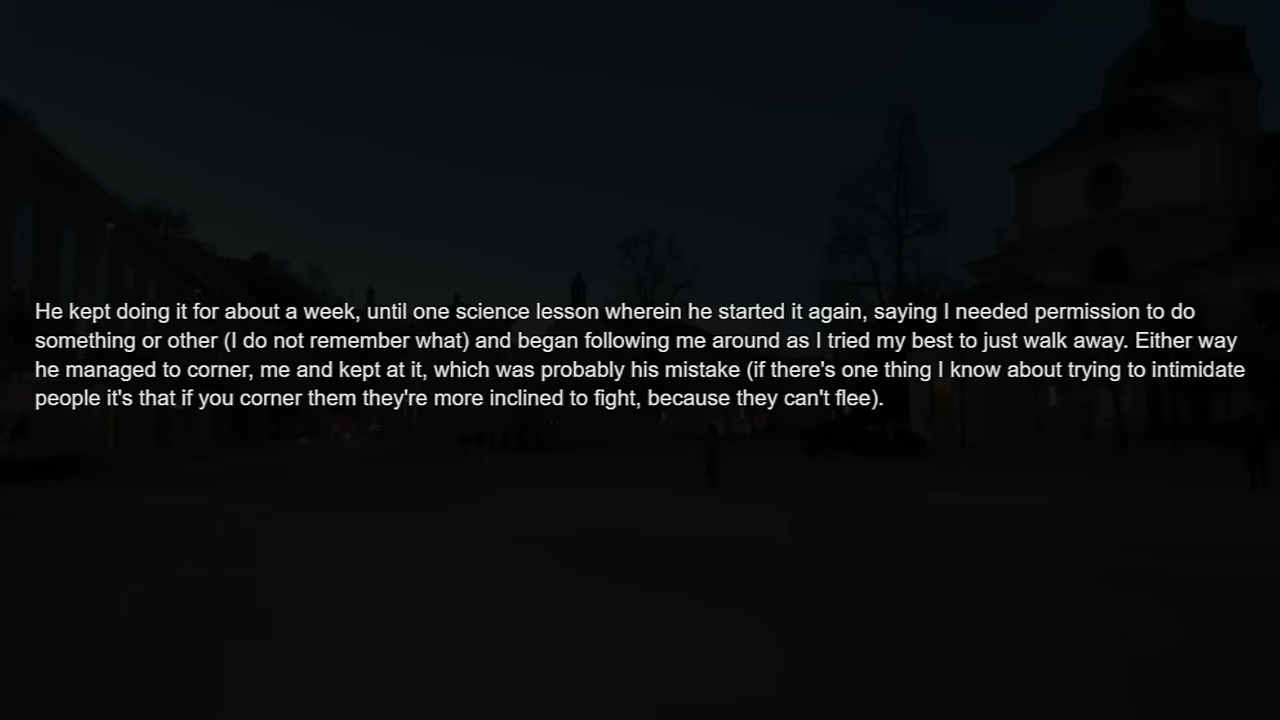 He kept doing it for about a week, until one science lesson wherein he started it again, saying I needed permission to do
something or other (I do not remember what) and began following me around as I tried my best to just walk away. Either way
he managed to corner, me and kept at it, which was probably his mistake (if there's one thing I know about trying to intimidate
people it's that if you corner them they're more inclined to fight, because they can't flee).